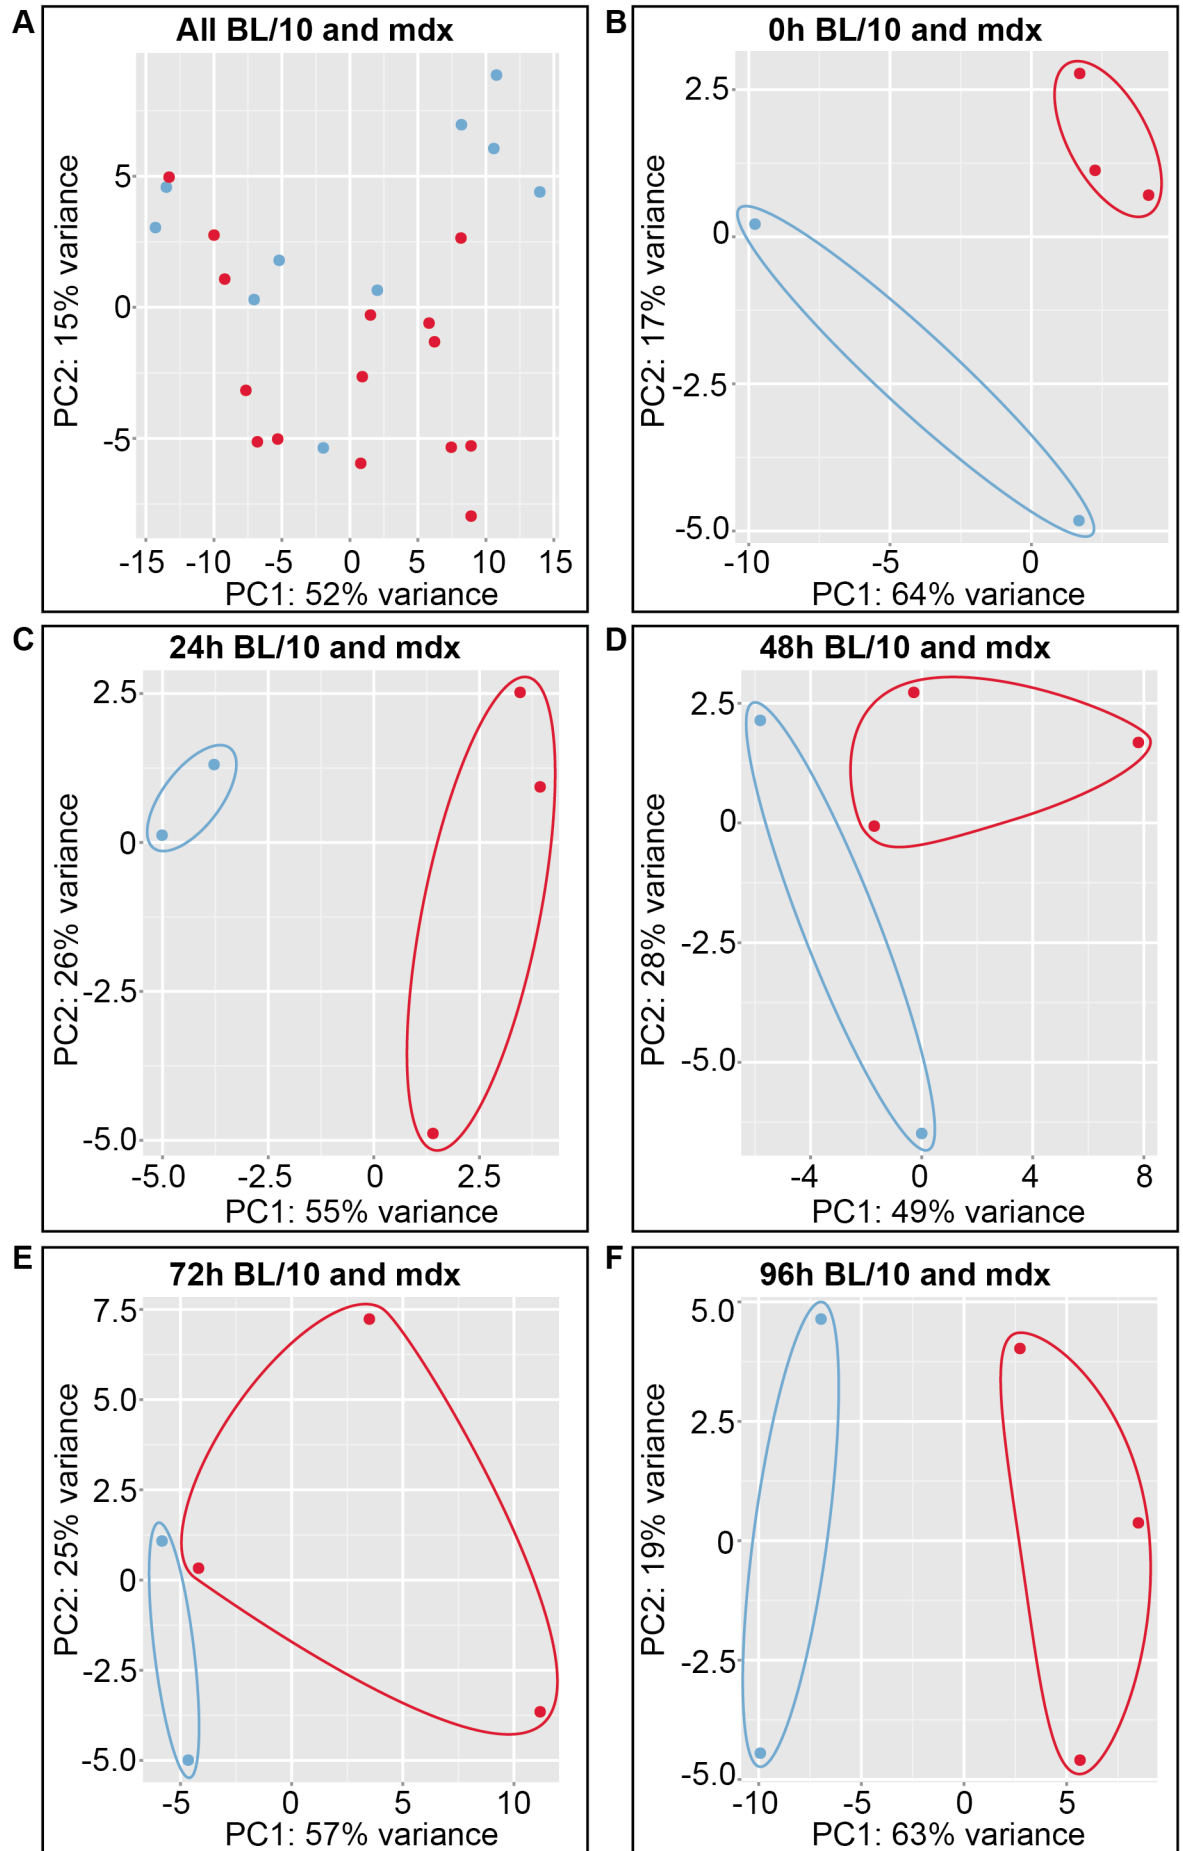 A
All BL/10 and mdx
PC2: 15% variance
5
0
-5
-15 -10 -5 0 5 10 15
PC1: 52% variance
B
0h BL/10 and mdx
PC2: 17% variance
2.5
0
-2.5
-5.0
-10 -5 0
PC1: 64% variance
C
24h BL/10 and mdx
PC2: 26% variance
2.5
0
-2.5
-5.0
-5.0 -2.5 0 2.5
PC1: 55% variance
D
48h BL/10 and mdx
PC2: 28% variance
2.5
0
-2.5
-5.0
-4 0 4 8
PC1: 49% variance
E
72h BL/10 and mdx
PC2: 25% variance
7.5
5.0
2.5
0
-2.5
-5.0
-5 0 5 10
PC1: 57% variance
F
96h BL/10 and mdx
PC2: 19% variance
5.0
2.5
0
-2.5
-5.0
-10 -5 0 5
PC1: 63% variance